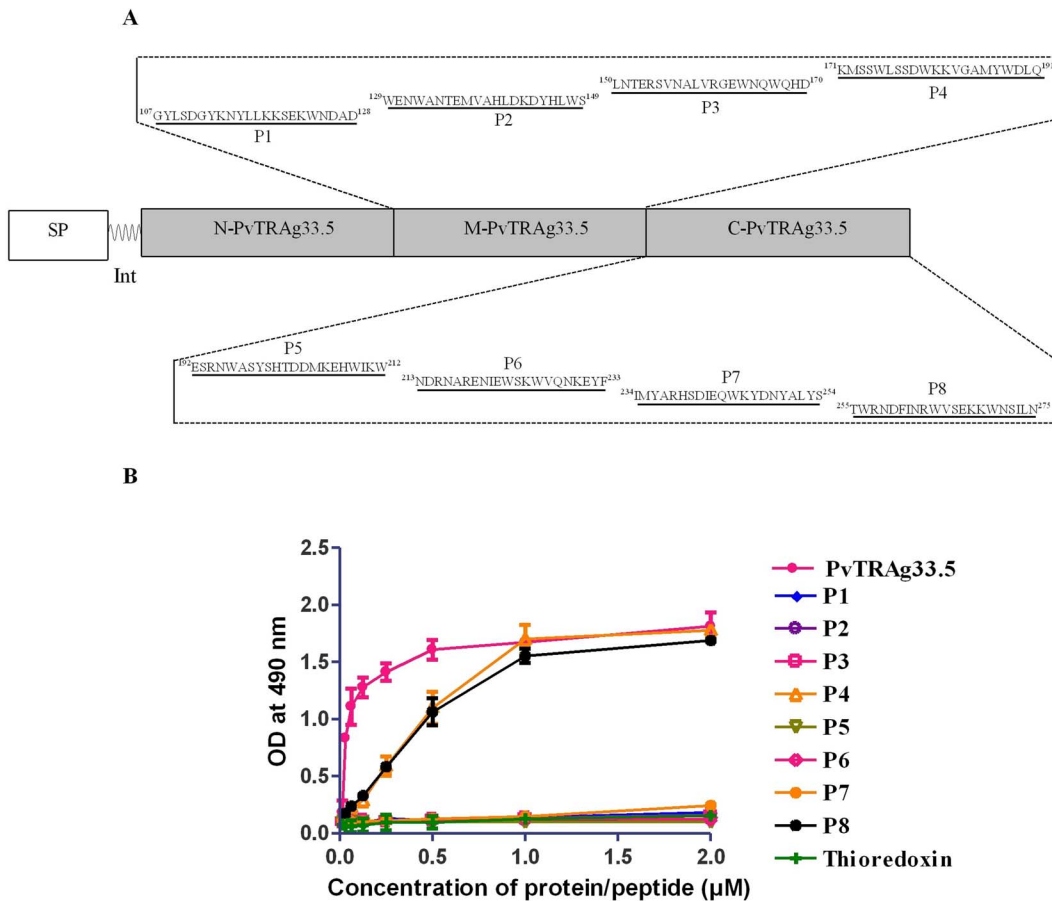 A
107GYLSDGYKNYLLKKSEKWNDAD128
P1
129WENWANTEMVAHLDKDYHLWS149
P2
150LNTERSVNALVRGEWNQWQHD170
P3
171KMSSWLSSDWKKVGAMYWDLQ191
P4
SP
Int
N-PvTRAg33.5
M-PvTRAg33.5
C-PvTRAg33.5
P5
192ESRNWASYSHTDDMKEHWIKW212
P6
213NDRNARENIEWSKWVQNKEYF233
P7
234IMYARHSDIEQWKYDNYALYS254
P8
255TWRNDFINRWVSEKKWNSILN275
B
OD at 490 nm
2.5
2.0
1.5
1.0
0.5
0.0
0.0 0.5 1.0 2.0
Concentration of protein/peptide (µM)
PvTRAg33.5
P1
P2
P3
P4
P5
P6
P7
P8
Thioredoxin